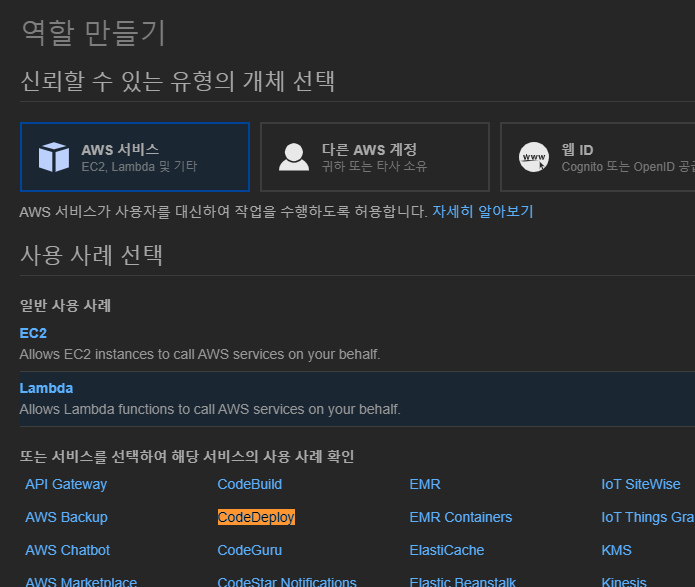 역할 만들기
신뢰할 수 있는 유형의 개체 선택
AWS 서비스
EC2, Lambda 및 기타
다른 AWS 계정
귀하 또는 타사 소유
www
웹 ID
Cognito 또는 OpenID 공급
AWS 서비스가 사용자를 대신하여 작업을 수행하도록 허용합니다. 자세히 알아보기
사용 사례 선택
일반 사용 사례
EC2
Allows EC2 instances to call AWS services on your behalf.
Lambda
Allows Lambda functions to call AWS services on your behalf.
또는 서비스를 선택하여 해당 서비스의 사용 사례 확인
API Gateway CodeBuild EMR IoT SiteWise
AWS Backup CodeDeploy EMR Containers IoT Things Gra
AWS Chatbot CodeGuru ElastiCache KMS
AWS Marketplace CodeStar Notifications Elastic Beanstalk Kinesis